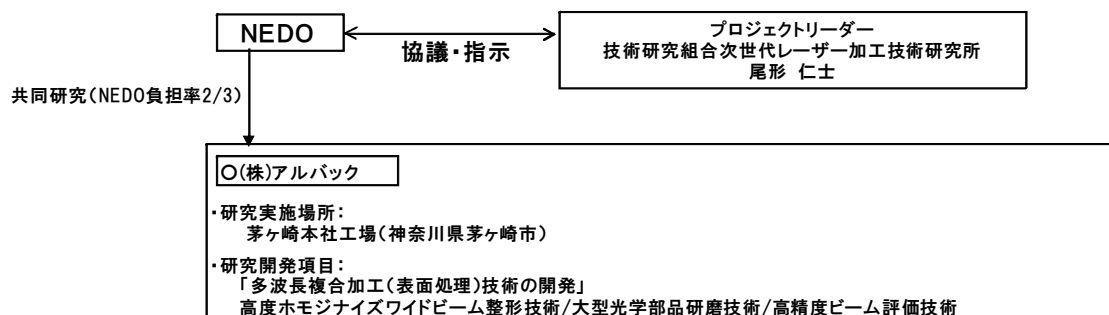 NEDO
協議・指示
プロジェクトリーダー
技術研究組合次世代レーザー加工技術研究所
尾形 仁士
共同研究(NEDO負担率2/3)
○(株)アルバック
・研究実施場所:
茅ヶ崎本社工場(神奈川県茅ヶ崎市)
・研究開発項目:
「多波長複合加工(表面処理)技術の開発」
高度ホモジナイズワイドビーム整形技術/大型光学部品研磨技術/高精度ビーム評価技術